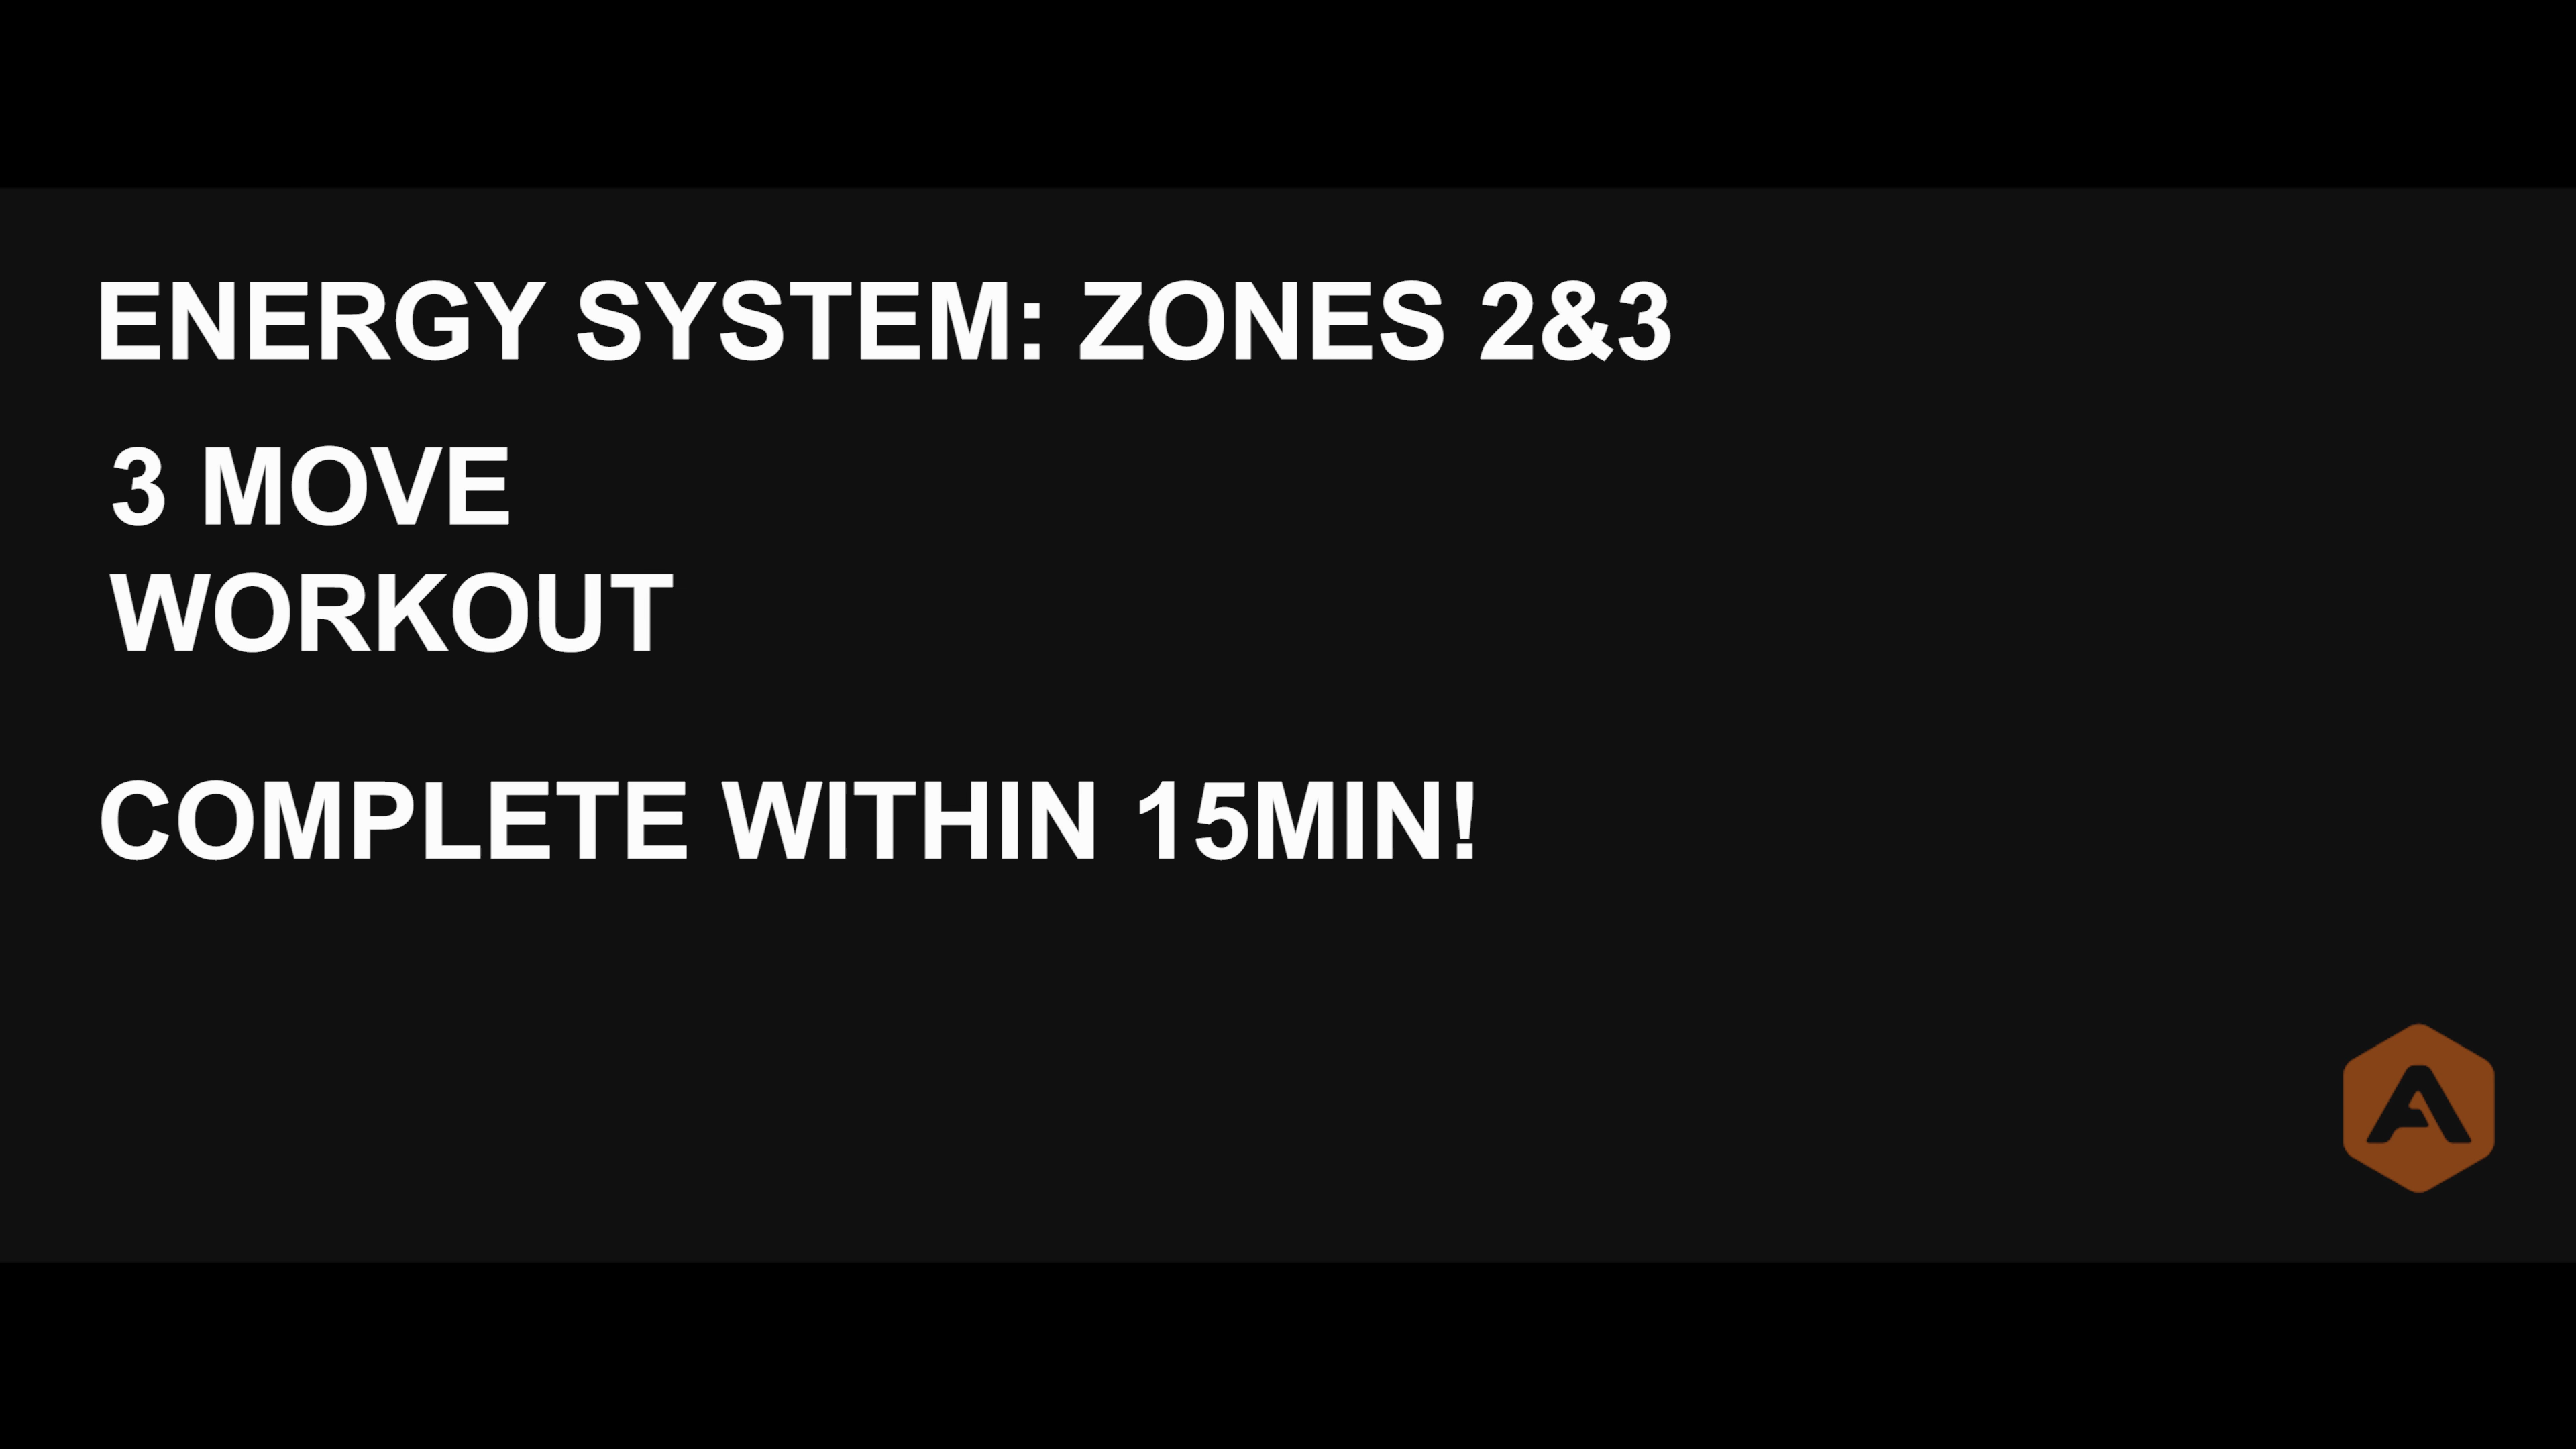 ENERGY SYSTEM: ZONES 2&3
3 MOVE
WORKOUT
COMPLETE WITHIN 15MIN!
A